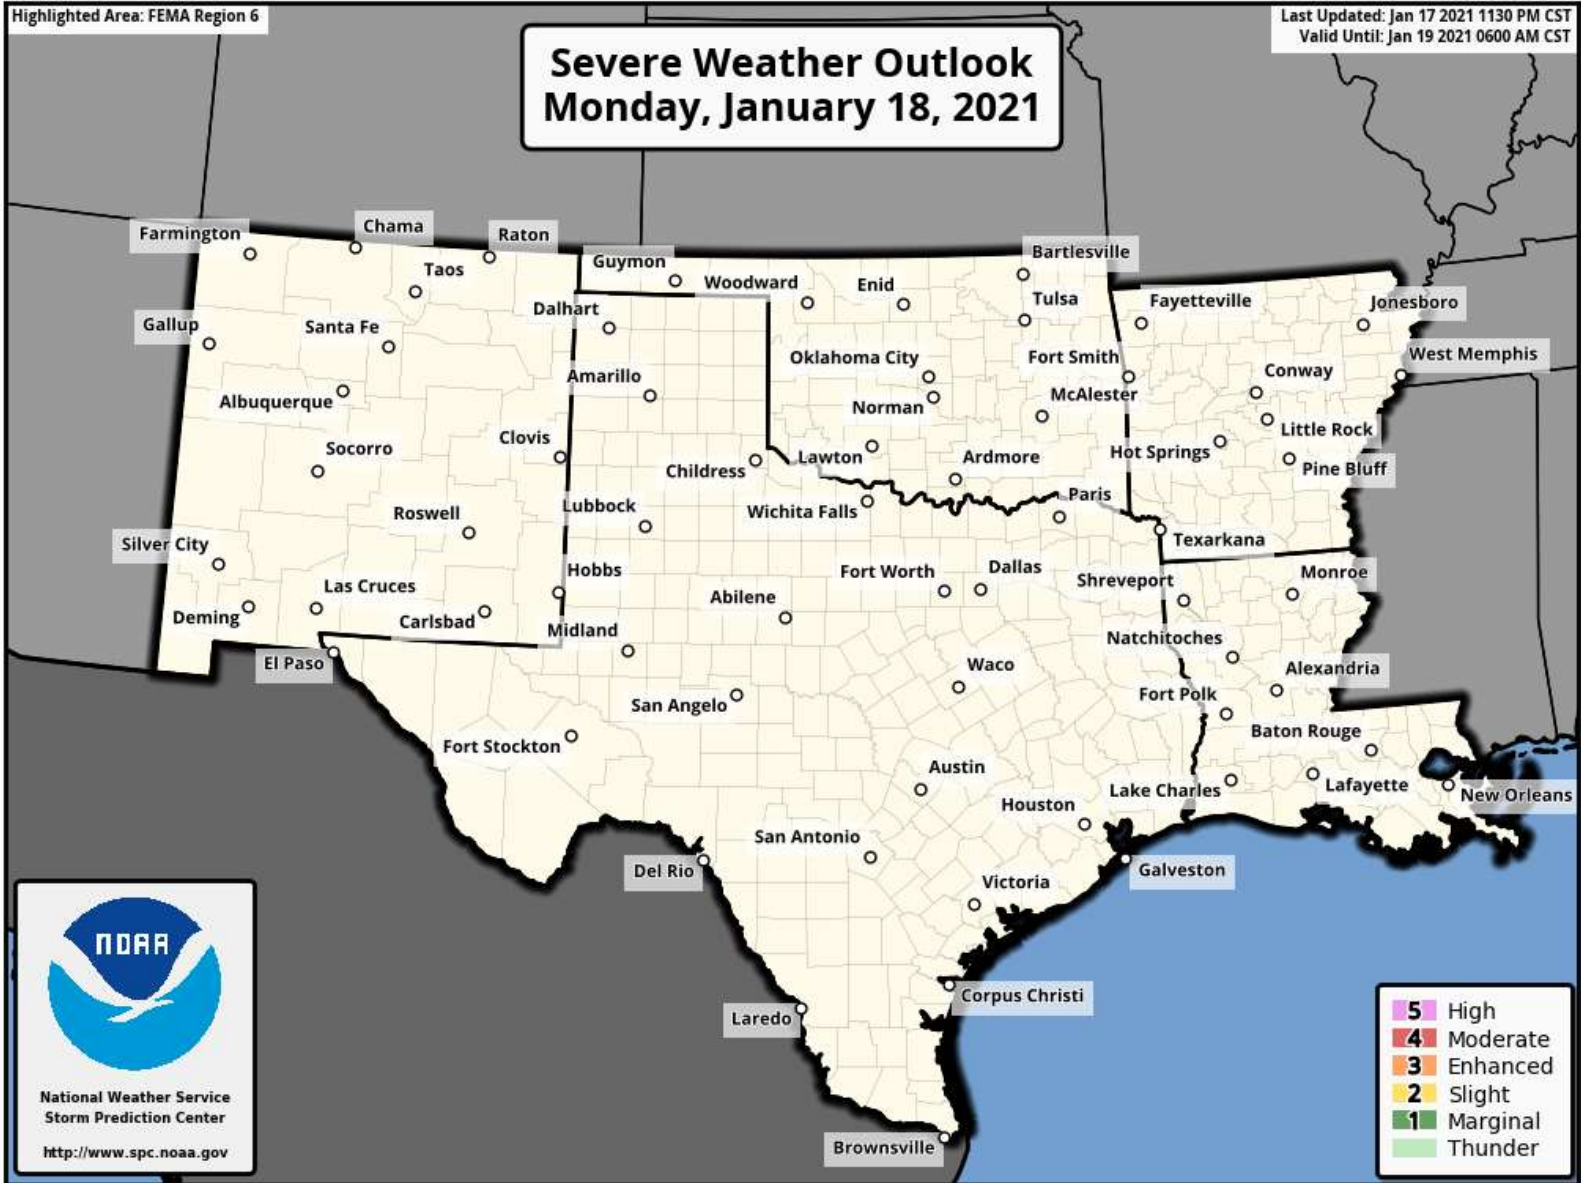 Highlighted Area: FEMA Region 6
Last Updated: Jan 17 2021 1130 PM CST
Valid Until: Jan 19 2021 0600 AM CST
Severe Weather Outlook
Monday, January 18, 2021
Farmington
Chama
Raton
Taos
Guymon
Woodward
Enid
Bartlesville
Tulsa
Fayetteville
Jonesboro
Gallup
Santa Fe
Dalhart
Oklahoma City
Fort Smith
West Memphis
Albuquerque
Amarillo
Norman
McAlester
Conway
Little Rock
Socorro
Clovis
Childress
Lawton
Ardmore
Hot Springs
Pine Bluff
Roswell
Lubbock
Wichita Falls
Paris
Texarkana
Silver City
Las Cruces
Hobbs
Fort Worth
Dallas
Shreveport
Monroe
Deming
Carlsbad
Midland
Abilene
Natchitoches
El Paso
San Angelo
Waco
Alexandria
Fort Polk
Fort Stockton
Baton Rouge
Austin
Lake Charles
Lafayette
New Orleans
Houston
San Antonio
Del Rio
Victoria
Galveston
Corpus Christi
Laredo
Brownsville
NOAA
National Weather Service
Storm Prediction Center
http://www.spc.noaa.gov
5 High
4 Moderate
3 Enhanced
2 Slight
1 Marginal
Thunder